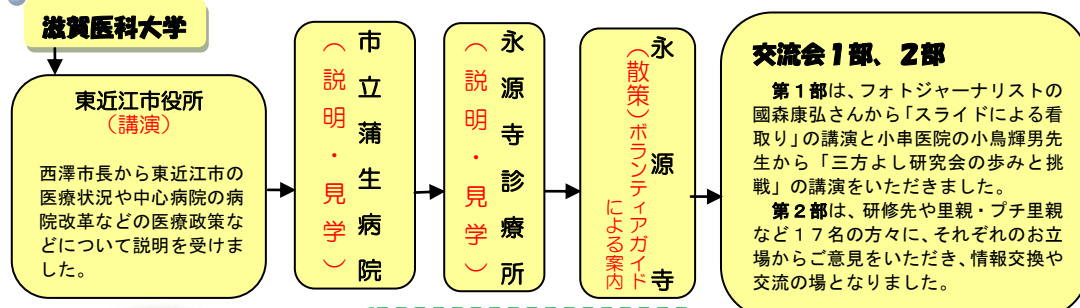 滋賀医科大学
東近江市役所
（講演）
西澤市長から東近江市の
医療状況や中心病院の病
院改革などの医療政策な
どについて説明を受けま
した。
市立蒲生病院
（説明・見学）
永源寺診療所
（説明・見学）
永源寺
（散策）ボランティアガイド
による案内
交流会１部、２部
第１部は、フォトジャーナリストの
國森康弘さんから「スライドによる看
取り」の講演と小串医院の小鳥輝男先
生から「三方よし研究会の歩みと挑
戦」の講演をいただきました。
第２部は、研修先や里親・プチ里親
など１７名の方々に、それぞれのお立
場からご意見をいただき、情報交換や
交流の場となりました。